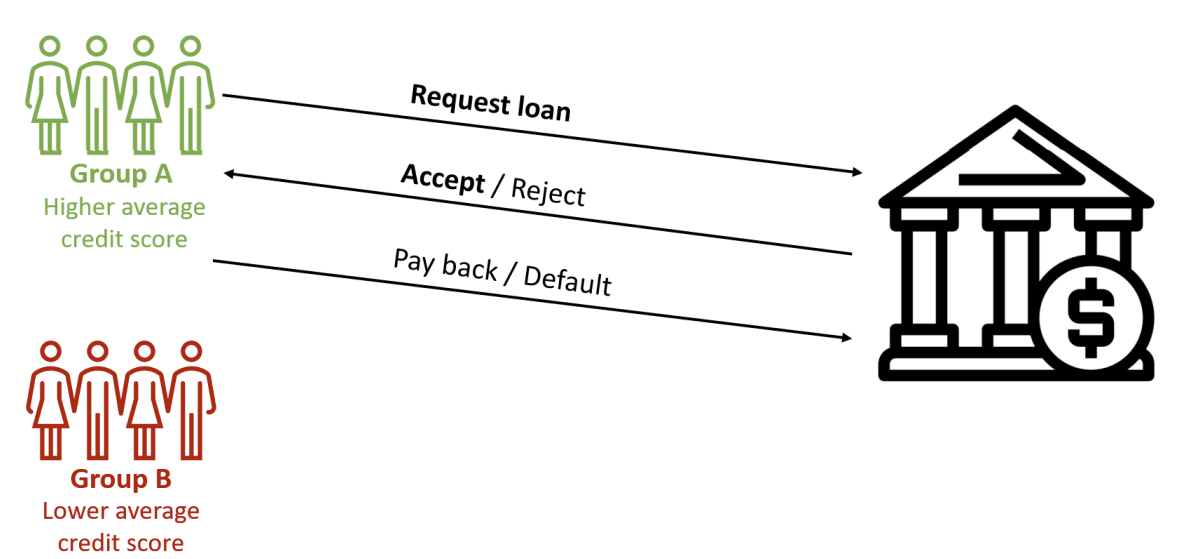 Request loan
Accept / Reject
Pay back / Default
Group A
Higher average
credit score
Group B
Lower average
credit score
$